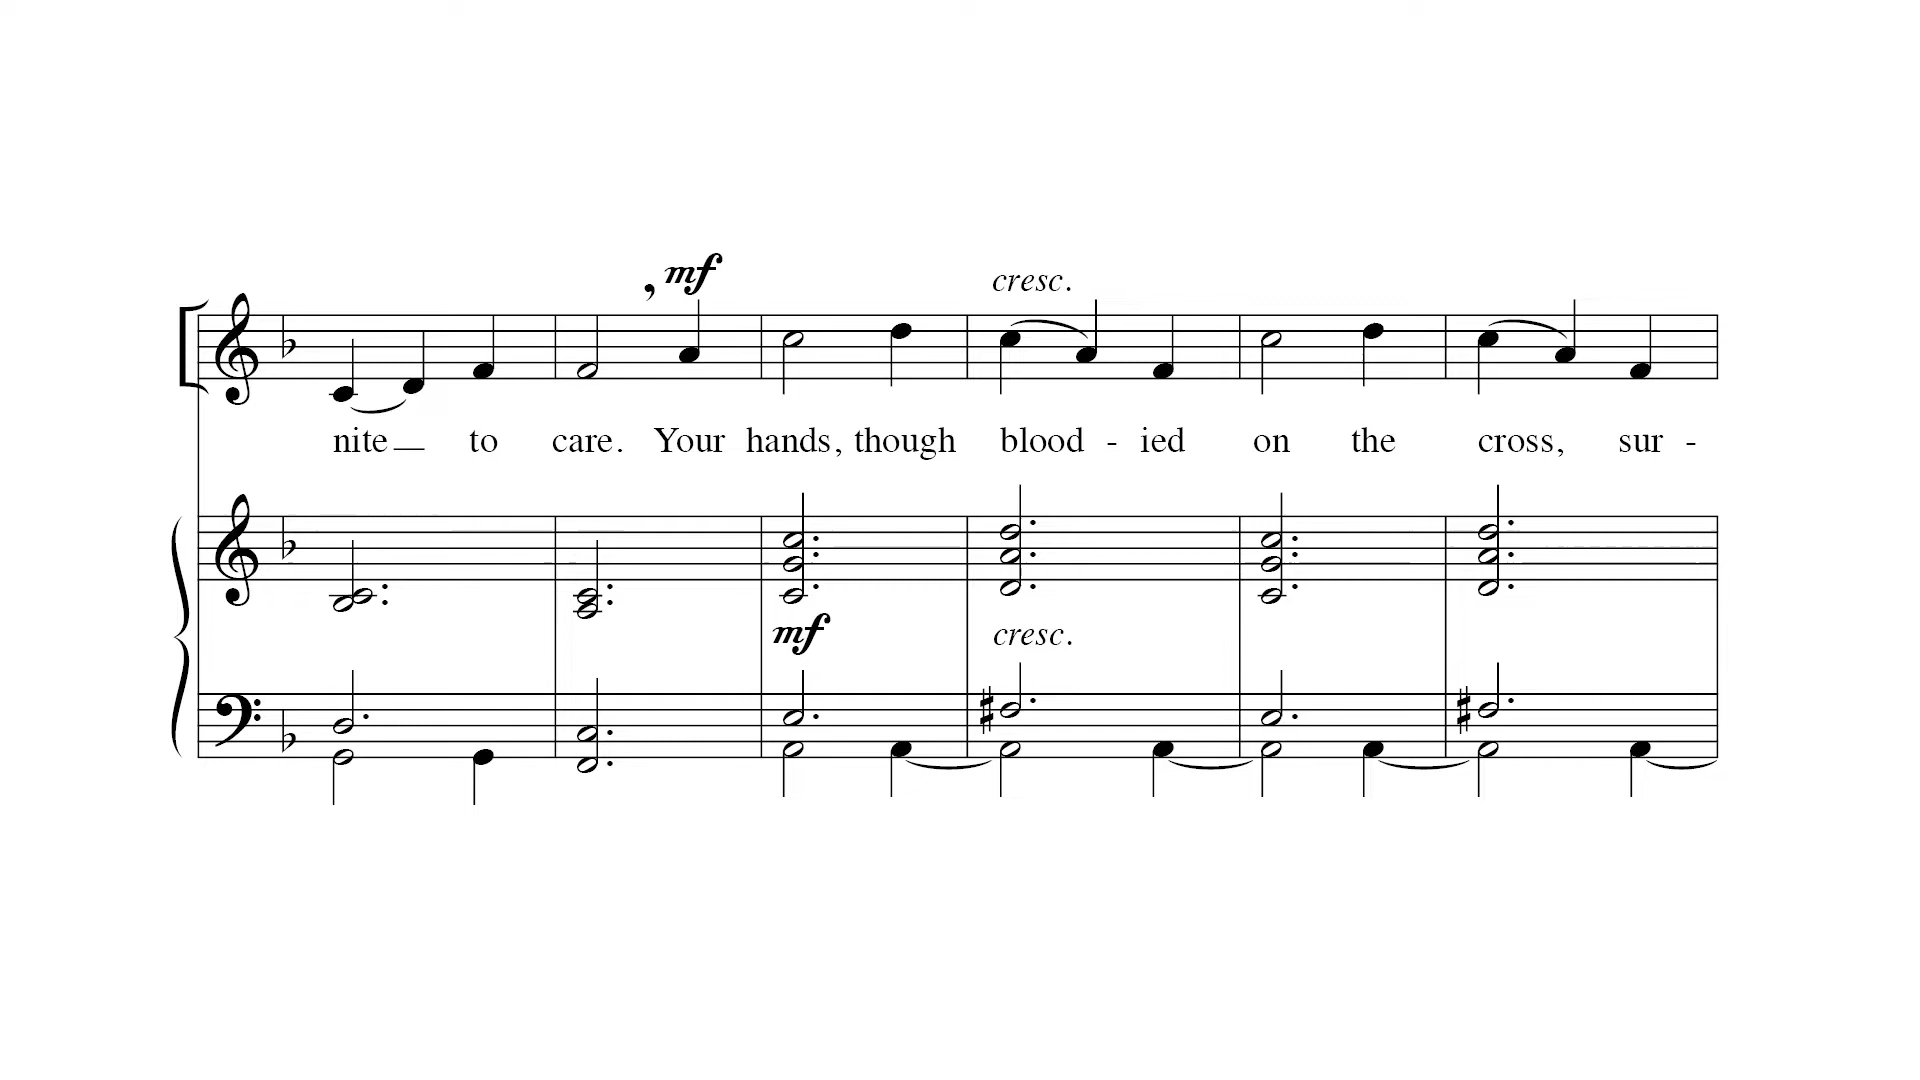 mf
cresc.
nite to care. Your hands, though blood - ied on the cross, sur -
mf
cresc.